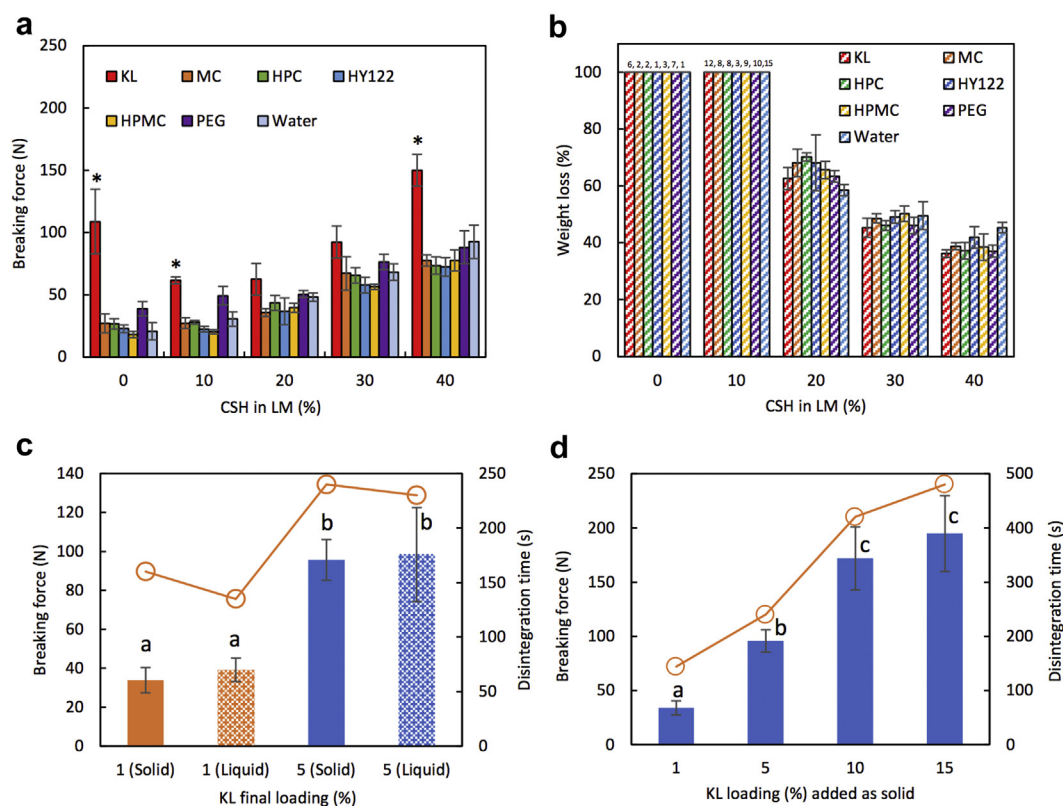 a
250
200
150
100
50
0
Breaking force (N)
KL MC HPC HY122
HPMC PEG Water
* * *
0 10 20 30 40
CSH in LM (%)
b
100
80
60
40
20
0
Weight loss (%)
6, 2, 2, 1, 3, 7, 1 12, 8, 8, 3, 9, 10,15
KL MC
HPC HY122
HPMC PEG
Water
0 10 20 30 40
CSH in LM (%)
c
140
120
100
80
60
40
20
0
Breaking force (N)
250
200
150
100
50
0
Disintegration time (s)
a a b b
1 (Solid) 1 (Liquid) 5 (Solid) 5 (Liquid)
KL final loading (%)
d
250
200
150
100
50
0
Breaking force (N)
500
400
300
200
100
0
Disintegration time (s)
a b c c
1 5 10 15
KL loading (%) added as solid